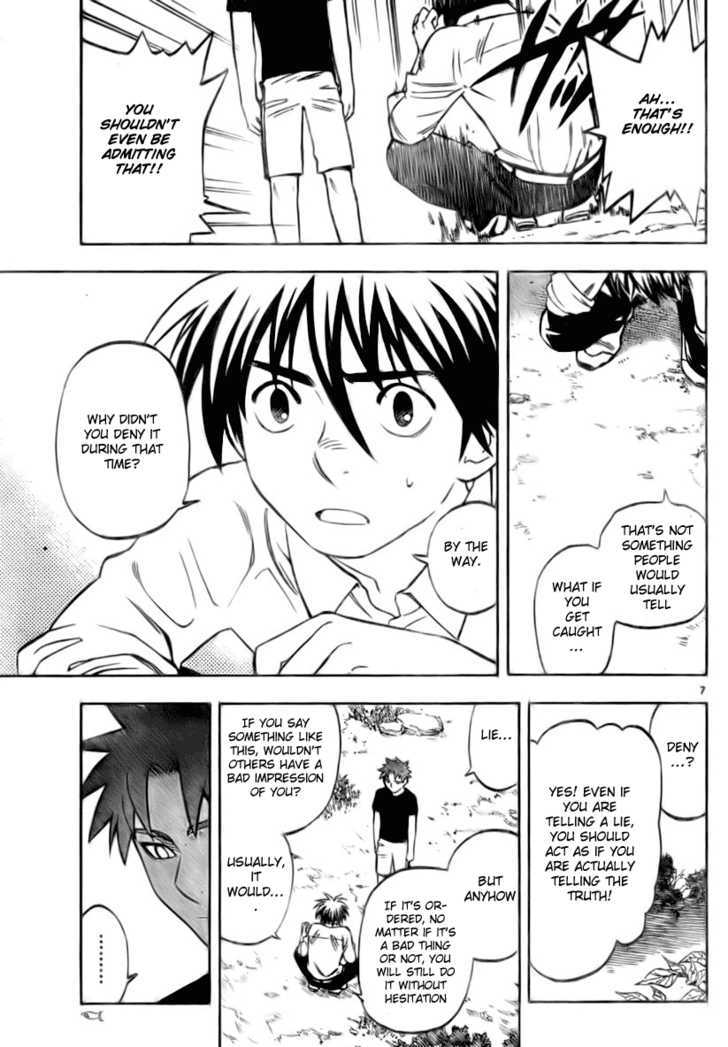 AH...
THAT'S
ENOUGH!!
YOU
SHOULDN'T
EVEN BE
ADMITTING
THAT!!
THAT'S NOT
SOMETHING
PEOPLE
WOULD
USUALLY
TELL
WHAT IF
YOU
GET
CAUGHT
...
BY THE
WAY.
WHY DIDN'T
YOU DENY IT
DURING THAT
TIME?
7
DENY
...?
YES! EVEN IF
YOU ARE
TELLING A LIE,
YOU SHOULD
ACT AS IF YOU
ARE ACTUALLY
TELLING THE
TRUTH!
LIE...
IF YOU SAY
SOMETHING LIKE
THIS, WOULDN'T
OTHERS HAVE A
BAD IMPRESSION
OF YOU?
USUALLY,
IT
WOULD...
.
BUT
ANYHOW
IF IT'S OR-
DERED, NO
MATTER IF IT'S
A BAD THING
OR NOT, YOU
WILL STILL DO
IT WITHOUT
HESITATION
.........